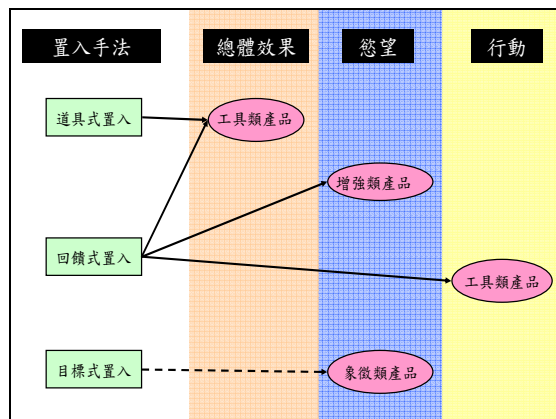 置入手法
總體效果
慾望
行動
道具式置入
工具類產品
增強類產品
回饋式置入
工具類產品
目標式置入
象徵類產品